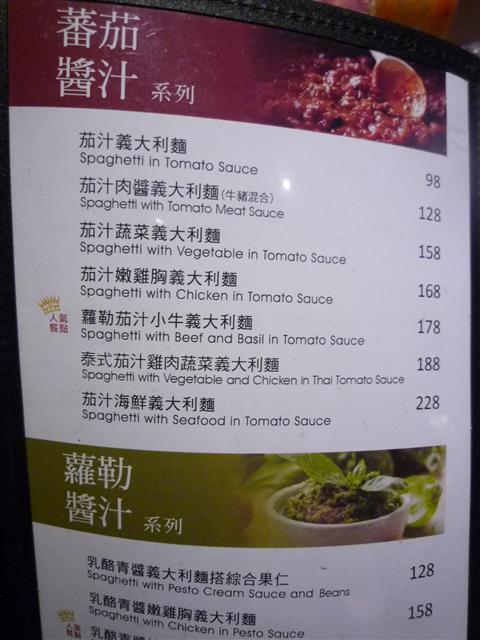 蕃茄
醬汁 系列
茄汁義大利麵
Spaghetti in Tomato Sauce 98
茄汁肉醬義大利麵(牛豬混合)
Spaghetti with Tomato Meat Sauce 128
茄汁蔬菜義大利麵
Spaghetti with Vegetable in Tomato Sauce 158
茄汁嫩雞胸義大利麵
Spaghetti with Chicken in Tomato Sauce 168
人氣
餐點
蘿勒茄汁小牛義大利麵
Spaghetti with Beef and Basil in Tomato Sauce 178
泰式茄汁雞肉蔬菜義大利麵
Spaghetti with Vegetable and Chicken in Thai Tomato Sauce 188
茄汁海鮮義大利麵
Spaghetti with Seafood in Tomato Sauce 228
蘿勒
醬汁 系列
乳酪青醬義大利麵搭綜合果仁
Spaghetti with Pesto Cream Sauce and Beans 128
人氣
餐點
乳酪青醬嫩雞胸義大利麵
Spaghetti with Chicken in Pesto Sauce 158
乳酪青醬